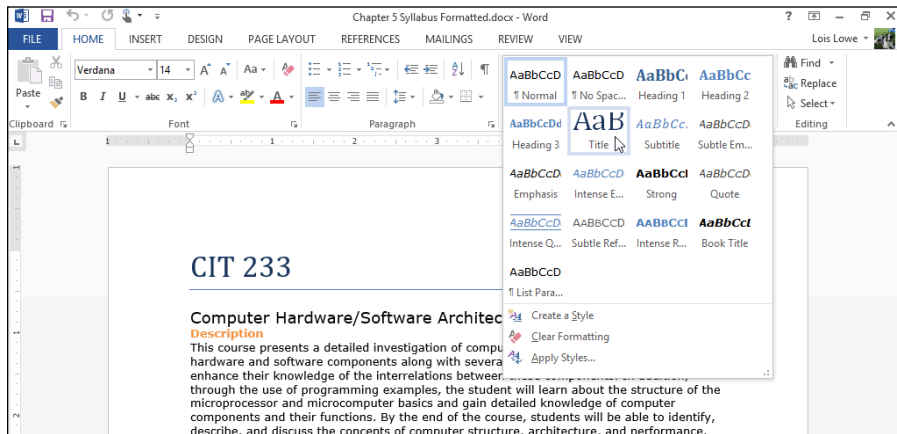 Chapter 5 Syllabus Formatted.docx - Word
FILE HOME INSERT DESIGN PAGE LAYOUT REFERENCES MAILINGS REVIEW VIEW Lois Lowe
Verdana 14 Aa
Paste
B I U abc X₂ X² A aby A
Clipboard Font Paragraph
AaBbCcD AaBbCcD AaBbC AaBbCc
¶ Normal ¶ No Spac... Heading 1 Heading 2
AaBbCcDd AaB AaBbCc. AaBbCcD
Heading 3 Title Subtitle Subtle Em...
AaBbCcD AaBbCcD AaBbCcl AaBbCcD
Emphasis Intense E... Strong Quote
AaBbCcD AaBbCcD AaBbCcl AaBbCcL
Intense Q... Subtle Ref... Intense R... Book Title
AaBbCcD
¶ List Para...
Create a Style
Clear Formatting
Apply Styles...
Find
Replace
Select
Editing
1 1 2 3
CIT 233
Computer Hardware/Software Architec
Description
This course presents a detailed investigation of compu
hardware and software components along with severa
enhance their knowledge of the interrelations between
through the use of programming examples, the student will learn about the structure of the
microprocessor and microcomputer basics and gain detailed knowledge of computer
components and their functions. By the end of the course, students will be able to identify,
describe, and discuss the concepts of computer structure, architecture, and performance.